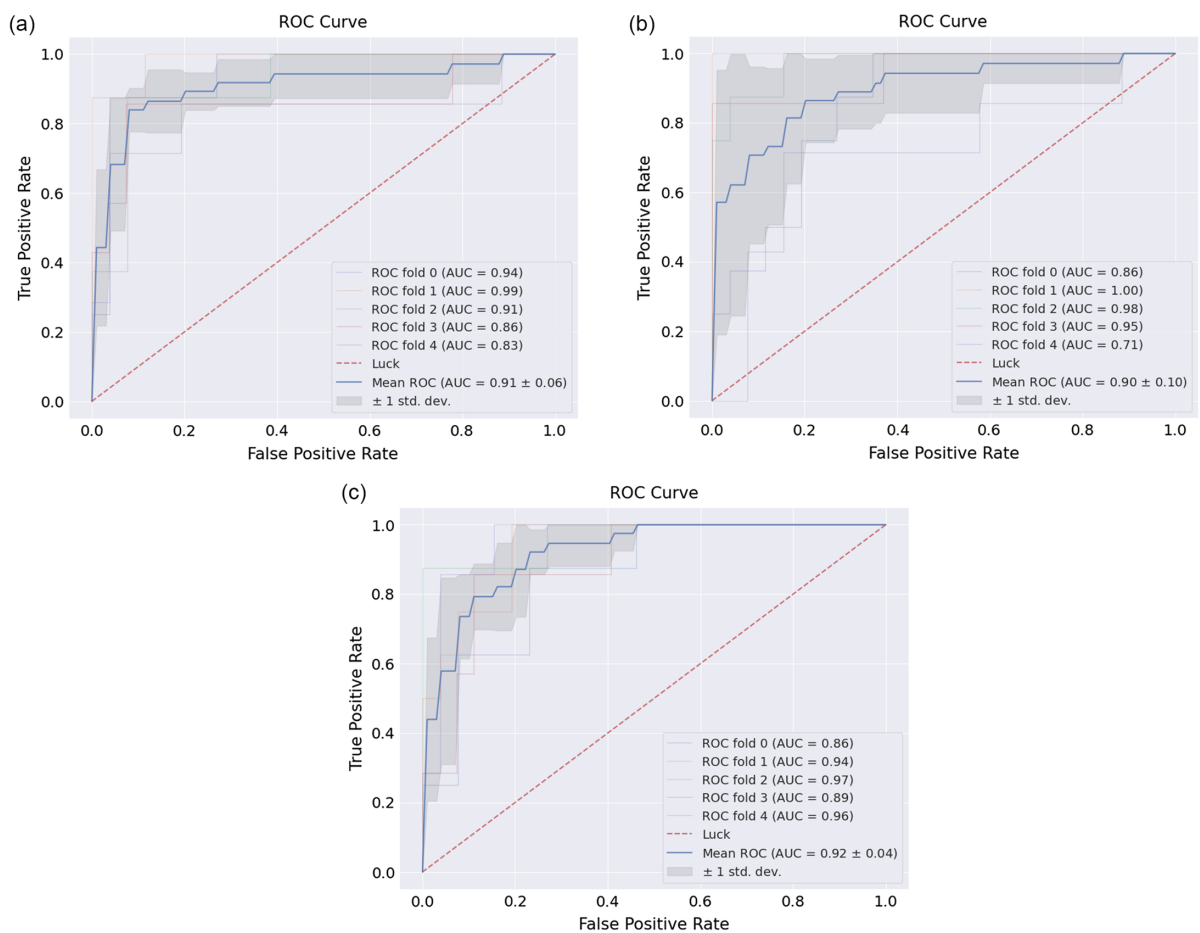 (a)
ROC Curve
True Positive Rate
1.0
0.8
0.6
0.4
0.2
0.0
ROC fold 0 (AUC = 0.94)
ROC fold 1 (AUC = 0.99)
ROC fold 2 (AUC = 0.91)
ROC fold 3 (AUC = 0.86)
ROC fold 4 (AUC = 0.83)
Luck
Mean ROC (AUC = 0.91 ± 0.06)
± 1 std. dev.
0.0 0.2 0.4 0.6 0.8 1.0
False Positive Rate
(b)
ROC Curve
True Positive Rate
1.0
0.8
0.6
0.4
0.2
0.0
ROC fold 0 (AUC = 0.86)
ROC fold 1 (AUC = 1.00)
ROC fold 2 (AUC = 0.98)
ROC fold 3 (AUC = 0.95)
ROC fold 4 (AUC = 0.71)
Luck
Mean ROC (AUC = 0.90 ± 0.10)
± 1 std. dev.
0.0 0.2 0.4 0.6 0.8 1.0
False Positive Rate
(c)
ROC Curve
True Positive Rate
1.0
0.8
0.6
0.4
0.2
0.0
ROC fold 0 (AUC = 0.86)
ROC fold 1 (AUC = 0.94)
ROC fold 2 (AUC = 0.97)
ROC fold 3 (AUC = 0.89)
ROC fold 4 (AUC = 0.96)
Luck
Mean ROC (AUC = 0.92 ± 0.04)
± 1 std. dev.
0.0 0.2 0.4 0.6 0.8 1.0
False Positive Rate